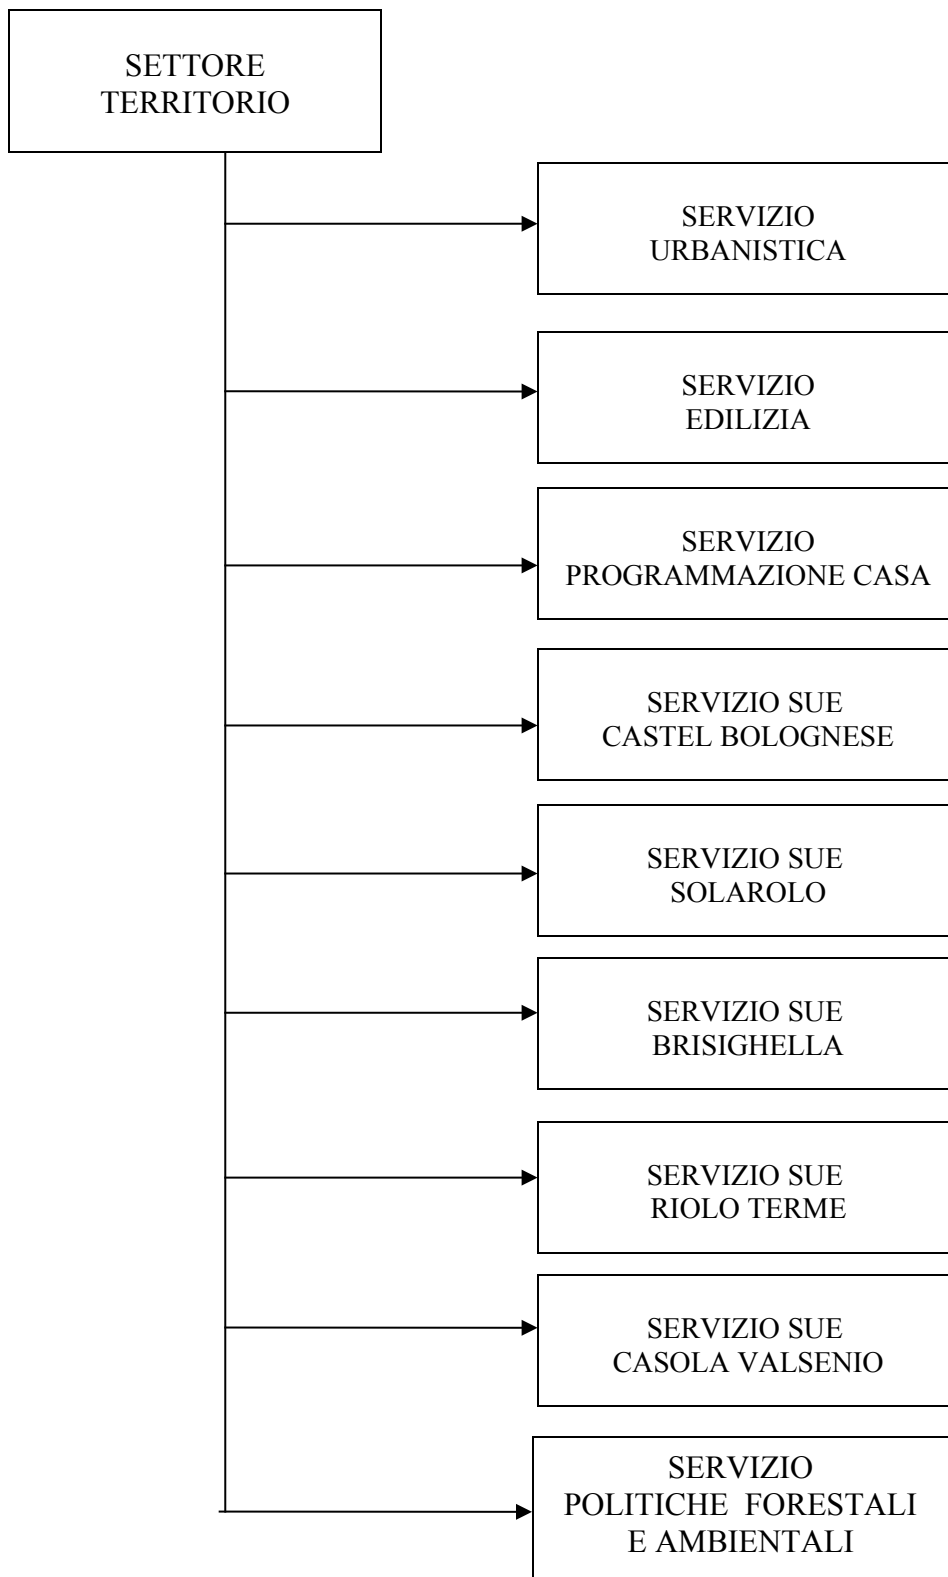 SETTORE
TERRITORIO
SERVIZIO
URBANISTICA
SERVIZIO
EDILIZIA
SERVIZIO
PROGRAMMAZIONE CASA
SERVIZIO SUE
CASTEL BOLOGNESE
SERVIZIO SUE
SOLAROLO
SERVIZIO SUE
BRISIGHELLA
SERVIZIO SUE
RIOLO TERME
SERVIZIO SUE
CASOLA VALSENIO
SERVIZIO
POLITICHE FORESTALI
E AMBIENTALI